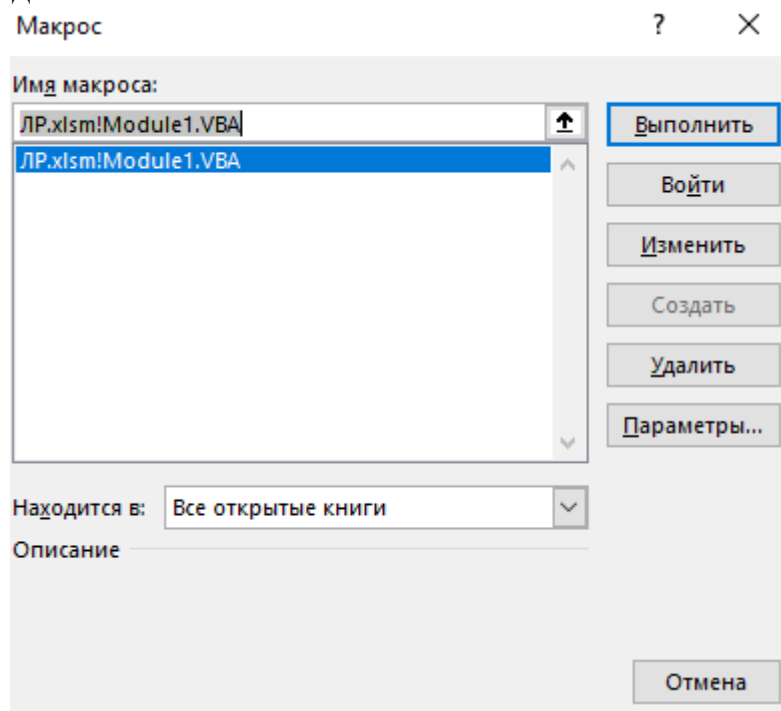 Макрос
Имя макроса:
ЛР.xlsm!Module1.VBA
Выполнить
ЛР.xlsm!Module1.VBA
Войти
Изменить
Создать
Удалить
Параметры...
Находится в: Все открытые книги
Описание
Отмена